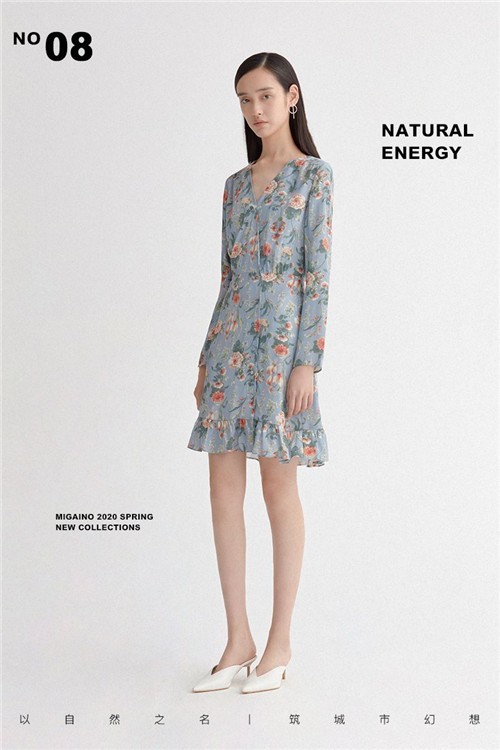 NO 08
NATURAL
ENERGY
MIGAINO 2020 SPRING
NEW COLLECTIONS
以自然之名|筑城市幻想